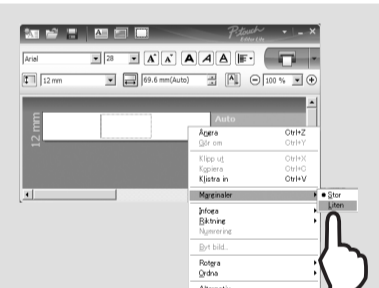 P-touch
Editor Lite
Arial 28 A A A A A
12 mm 69.6 mm(Auto) A 100 %
12 mm
Auto
Ångra Ctrl+Z
Gör om Ctrl+Y
Klipp ut Ctrl+X
Kopiera Ctrl+C
Klistra in Ctrl+V
Marginaler
Stor
Liten
Infoga
Riktning
Numrering
Byt bild...
Rotera
Ordna
Alternativ